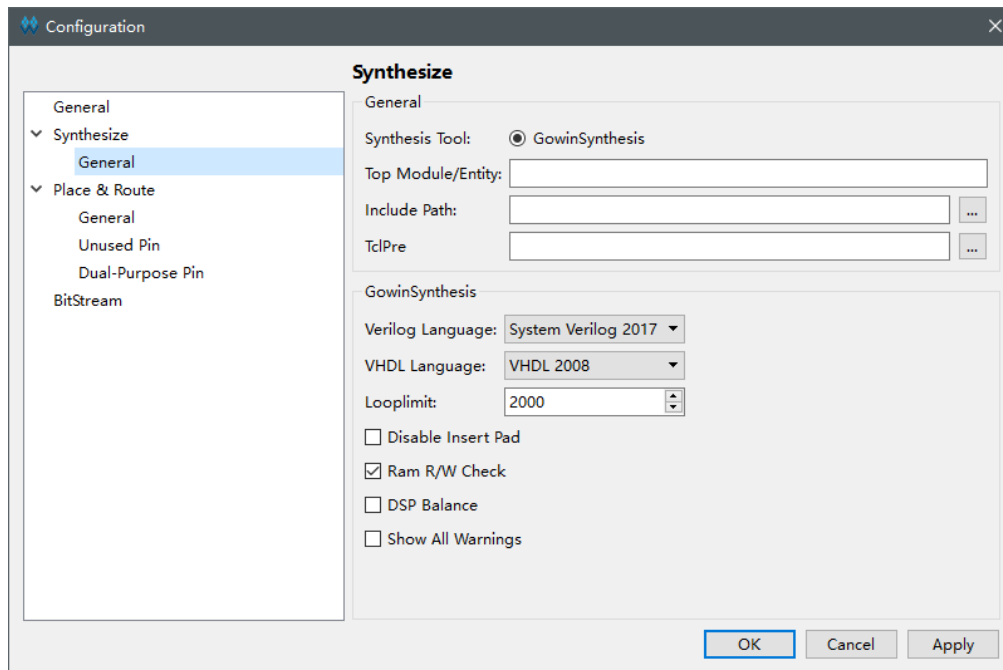 Configuration
General
Synthesize
General
Place & Route
General
Unused Pin
Dual-Purpose Pin
BitStream
Synthesize
General
Synthesis Tool: GowinSynthesis
Top Module/Entity:
Include Path: ...
TclPre ...
GowinSynthesis
Verilog Language: System Verilog 2017
VHDL Language: VHDL 2008
Looplimit: 2000
Disable Insert Pad
Ram R/W Check
DSP Balance
Show All Warnings
OK Cancel Apply